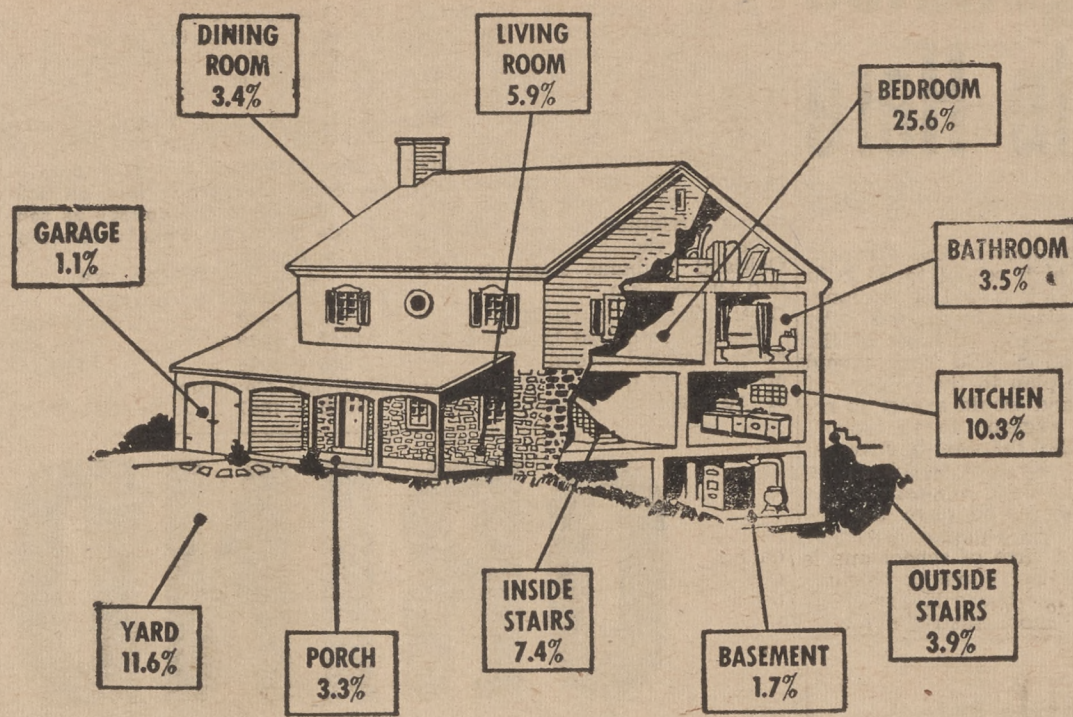 DINING
ROOM
3.4%
LIVING
ROOM
5.9%
BEDROOM
25.6%
GARAGE
1.1%
BATHROOM
3.5%
KITCHEN
10.3%
YARD
11.6%
PORCH
3.3%
INSIDE
STAIRS
7.4%
BASEMENT
1.7%
OUTSIDE
STAIRS
3.9%